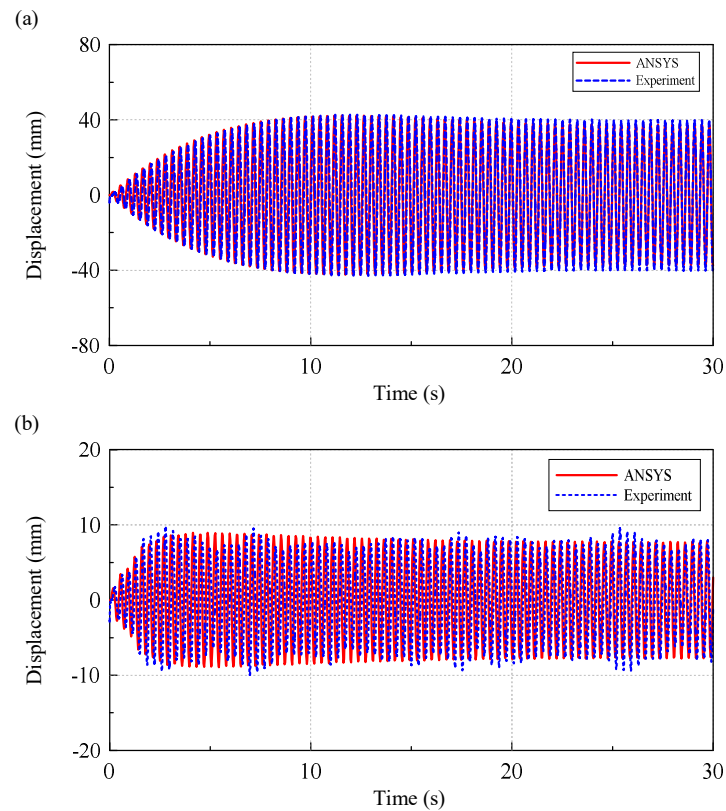 (a)
80
40
0
-40
-80
Displacement (mm)
ANSYS
Experiment
0
10
20
30
Time (s)
(b)
20
10
0
-10
-20
Displacement (mm)
ANSYS
Experiment
0
10
20
30
Time (s)